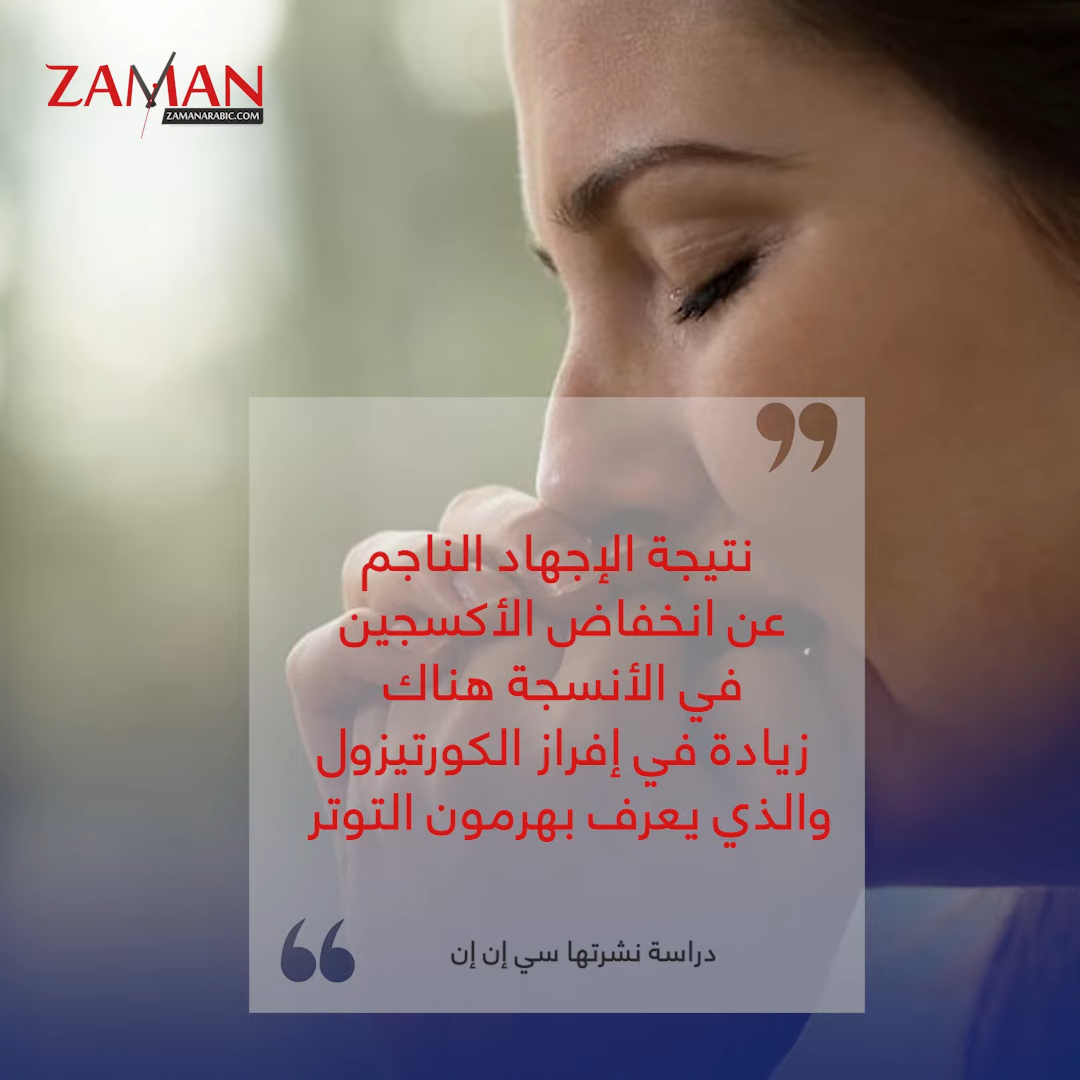 ZAMAN
ZAMANARABIC.COM
نتيجة الإجهاد الناجم
عن انخفاض الأكسجين
في الأنسجة هناك
زيادة في إفراز الكورتيزول
والذي يعرف بهرمون التوتر
دراسة نشرتها سي إن إن